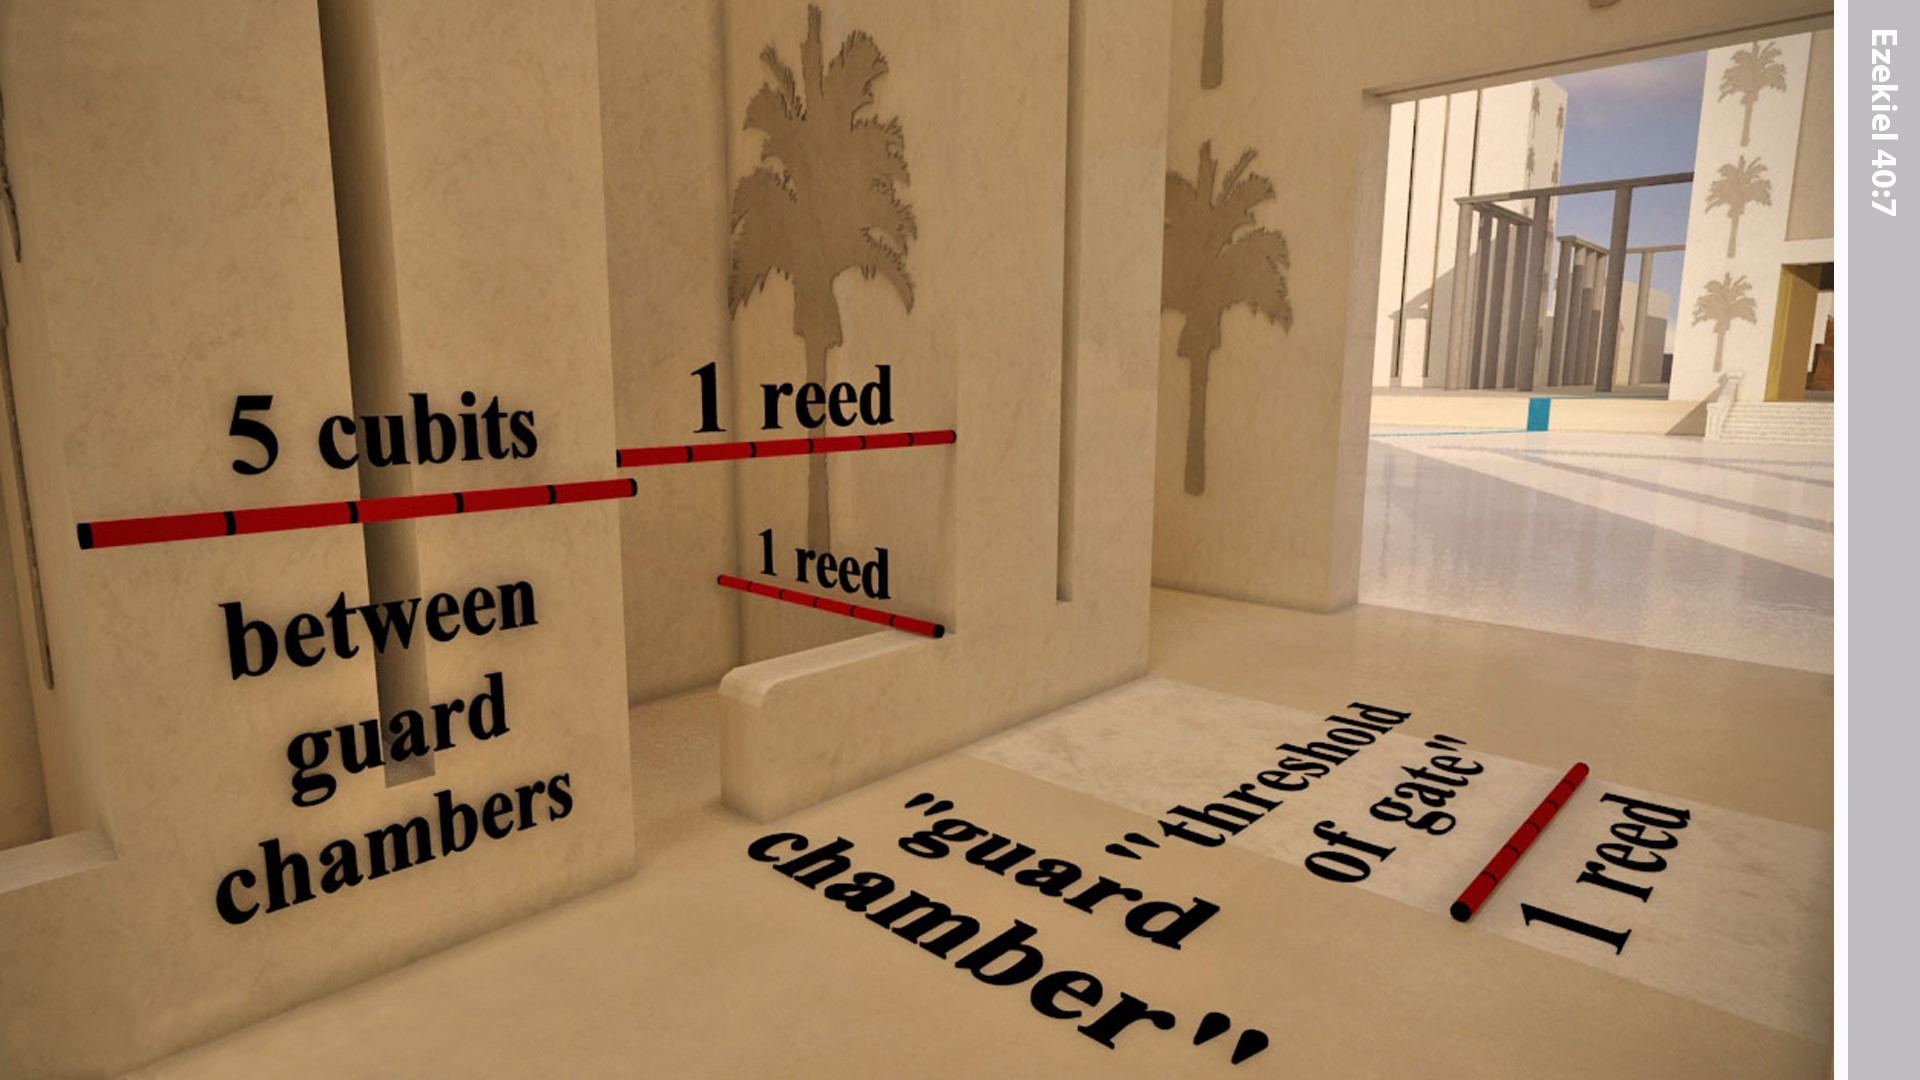 5 cubits
between
guard
chambers
1 reed
1 reed
"guard
chamber"
"threshold
of gate"
1 reed
Ezekiel 40:7